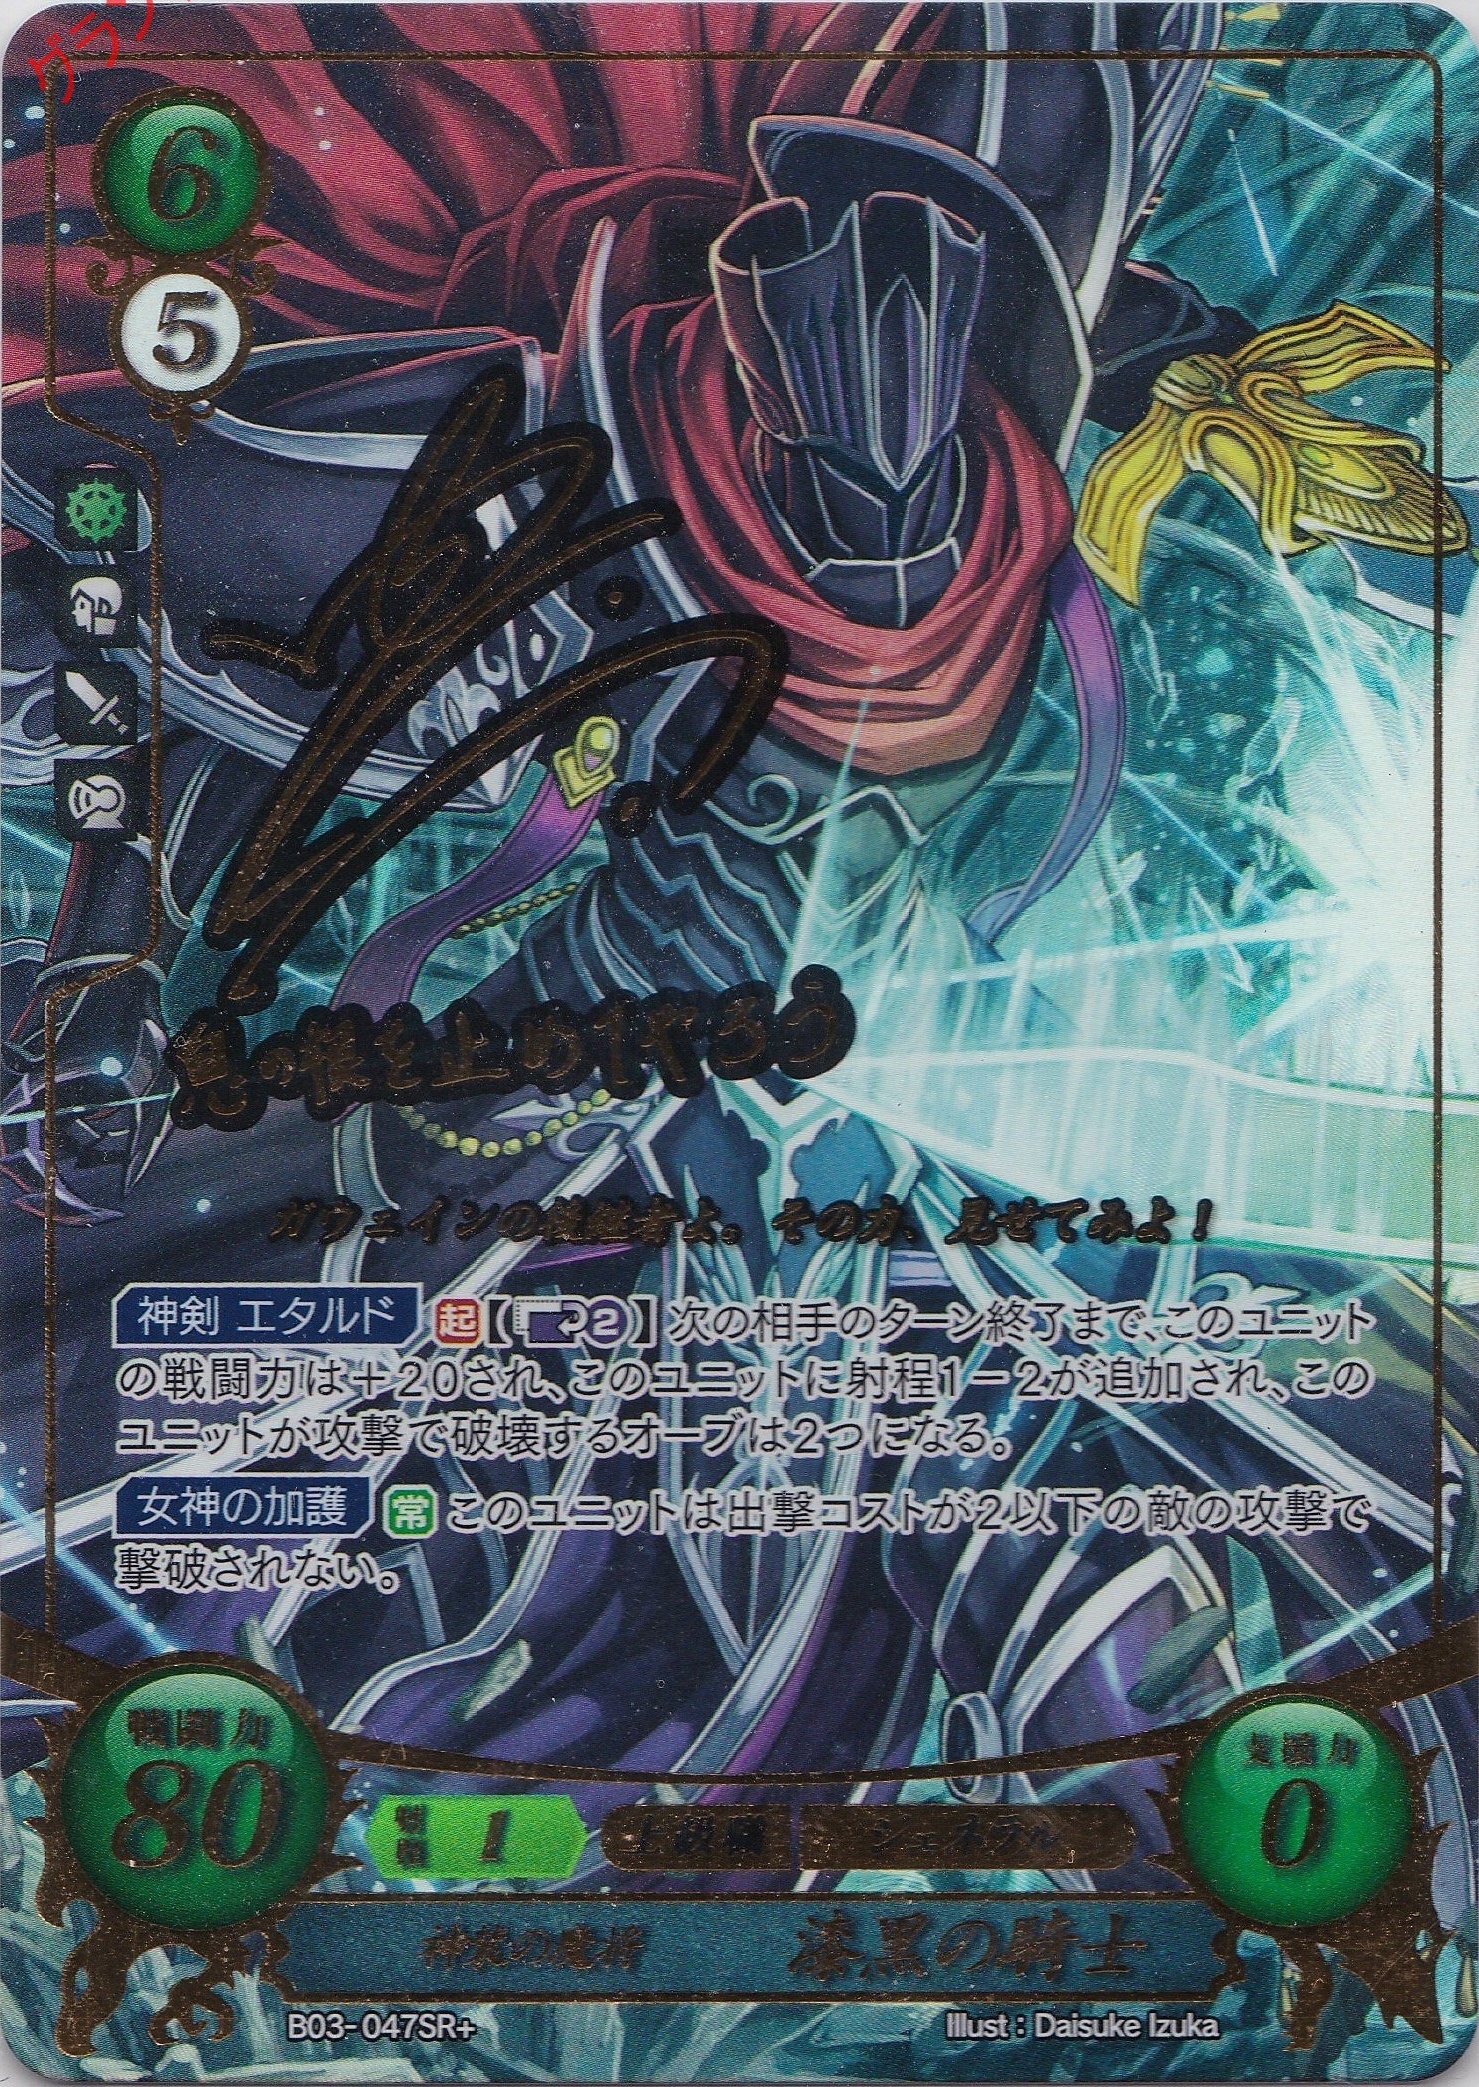 グラン
6
5
息の根を止めてやろう
ガウェインの後継者よ。その力、見せてみよ！
神剣 エタルド 起【2】次の相手のターン終了まで、このユニット
の戦闘力は＋20され、このユニットに射程1－2が追加され、この
ユニットが攻撃で破壊するオーブは2つになる。
女神の加護 常 このユニットは出撃コストが2以下の敵の攻撃で
撃破されない。
戦闘力
80
射程 1 上級職 ジェネラル
支援力
0
漆黒の騎士
B03-047SR+ Illust : Daisuke Izuka